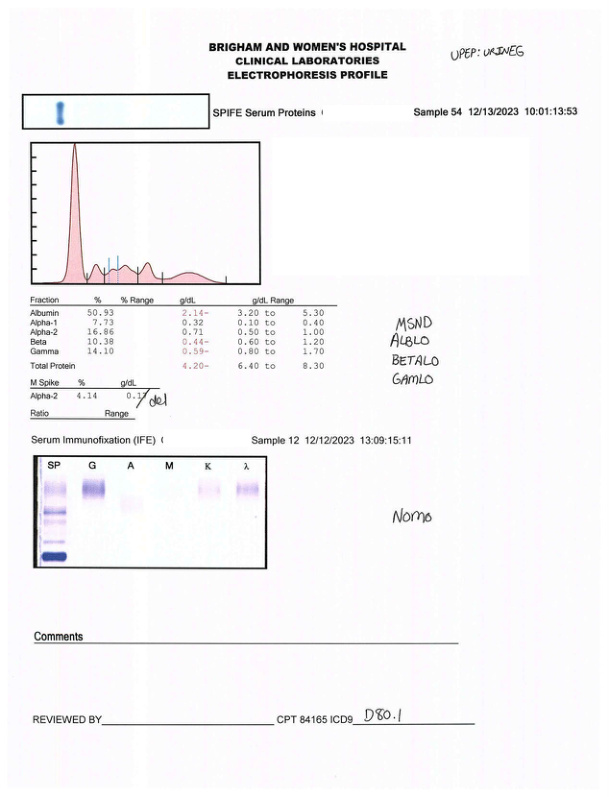 BRIGHAM AND WOMEN'S HOSPITAL
CLINICAL LABORATORIES
ELECTROPHORESIS PROFILE
UPEP: URINEG
SPIFE Serum Proteins (
Sample 54 12/13/2023 10:01:13:53
Fraction % % Range g/dL g/dL Range
Albumin 50.93 2.14- 3.20 to 5.30
Alpha-1 7.73 0.32 0.10 to 0.40
Alpha-2 16.86 0.71 0.50 to 1.00
Beta 10.38 0.44- 0.60 to 1.20
Gamma 14.10 0.59- 0.80 to 1.70
Total Protein 4.20- 6.40 to 8.30
MSND
ALBLO
BETALO
GAMLO
M Spike % g/dL
Alpha-2 4.14 0.17 / del
Ratio Range
Serum Immunofixation (IFE) (
Sample 12 12/12/2023 13:09:15:11
SP G A M K λ
NOMO
Comments
REVIEWED BY CPT 84165 ICD9 D80.1